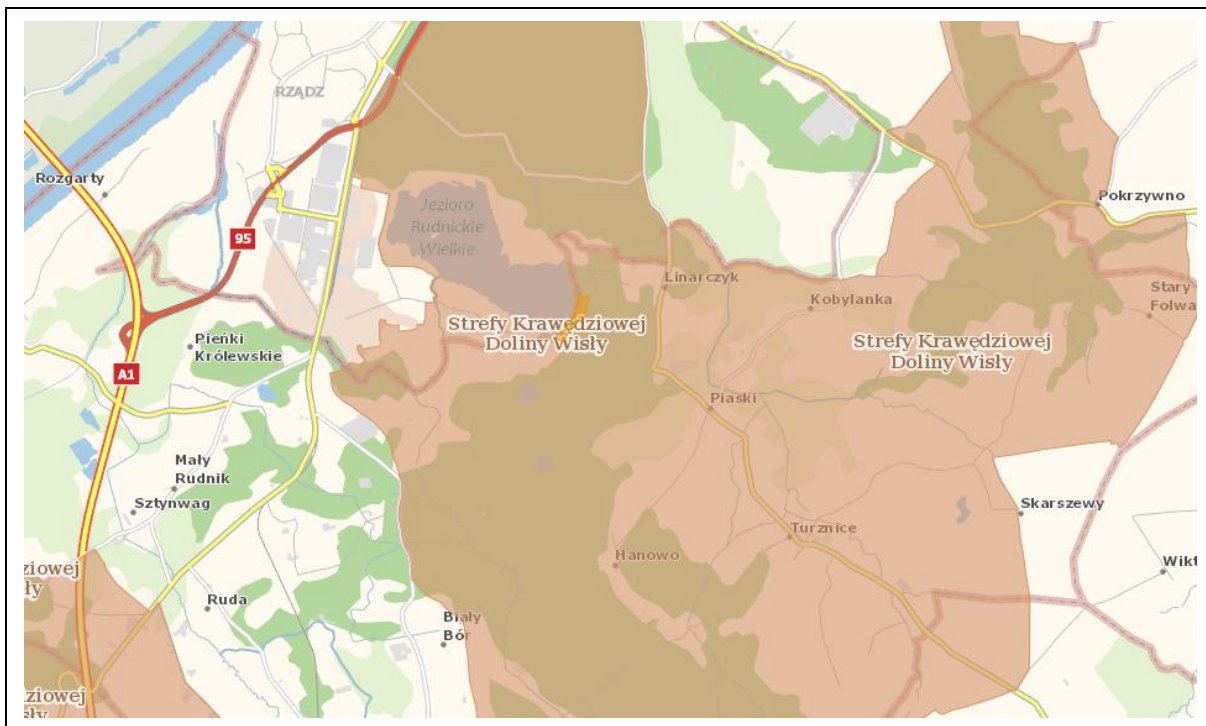 RZĄDZ
Rozgarty
Jezioro
Rudnickie
Wielkie
Pokrzywno
95
Linarczyk
Kobylanka
Stary
Folwa
Strefy Krawędziowej
Doliny Wisły
Strefy Krawędziowej
Doliny Wisły
Pieńki
Królewskie
A1
Piaski
Mały
Rudnik
Sztynwag
Skarszewy
Turznice
Hanowo
Wikt
ziowej
ły
Ruda
Biały
Bór
ziowej
sły